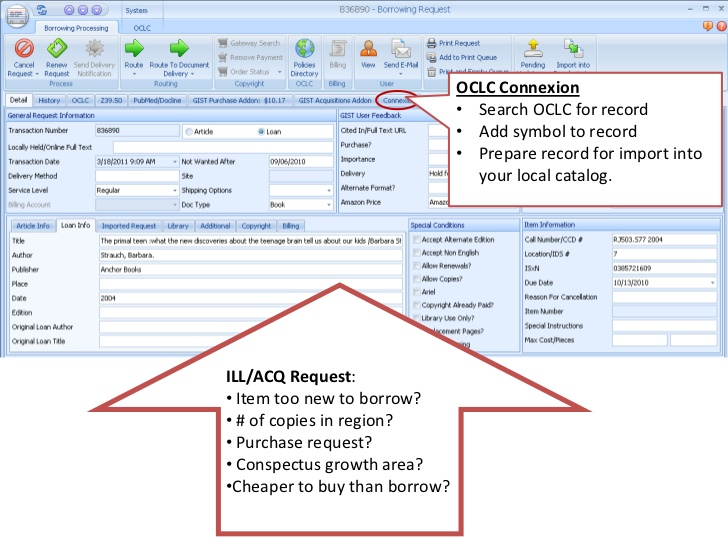 836890 - Borrowing Request
System
Borrowing Processing
OCLC
Cancel Request
Renew Request
Send Delivery Notification
Process
Route
Route To Document Delivery
Routing
Gateway Search
Remove Payment
Order Status
Copyright
Policies Directory
OCLC
Billing
Billing
View
Send E-Mail
User
Print Request
Add to Print Queue
Print and Empty Queue
Pending
Import into
Detail
History
OCLC
Z39.50
PubMed/Docline
GIST Purchase Addon: $10.17
GIST Acquisitions Addon
Connexion
OCLC Connexion
• Search OCLC for record
• Add symbol to record
• Prepare record for import into
your local catalog.
General Request Information
Transaction Number 836890 Article Loan
Locally Held/Online Full Text
Transaction Date 3/18/2011 9:09 AM Not Wanted After 09/06/2010
Delivery Method Site
Service Level Regular Shipping Options
Billing Account Doc Type Book
GIST User Feedback
Cited In/Full Text URL
Purchase?
Importance
Delivery Hold
Alternate Format?
Amazon Price
Article Info
Loan Info
Imported Request
Library
Additional
Copyright
Billing
Title The primal teen :what the new discoveries about the teenage brain tell us about our kids /Barbara St
Author Strauch, Barbara.
Publisher Anchor Books
Place
Date 2004
Edition
Original Loan Author
Original Loan Title
Special Conditions
Accept Alternate Edition
Accept Non English
Allow Renewals?
Allow Copies?
Ariel
Copyright Already Paid?
Library Use Only?
Item Information
Call Number/CCD # RJ503.577 2004
Location/IDS # 7
ISxN 0385721609
Due Date 10/13/2010
Reason For Cancellation
Item Number
Special Instructions
Max Cost/Pieces
ILL/ACQ Request:
• Item too new to borrow?
• # of copies in region?
• Purchase request?
• Conspectus growth area?
•Cheaper to buy than borrow?